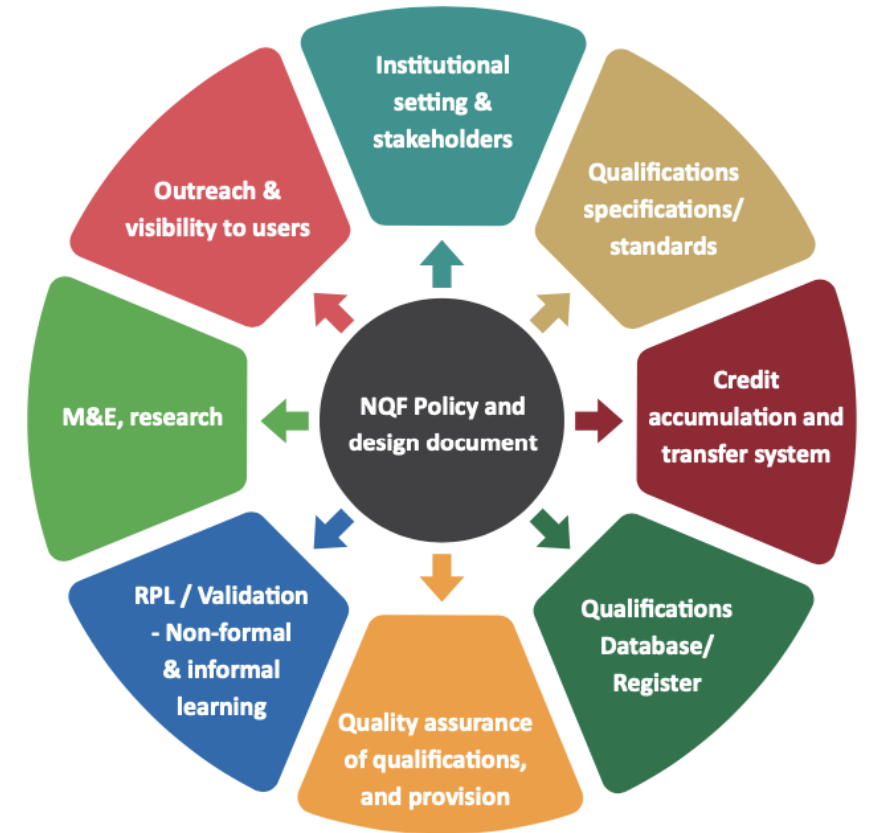 Institutional
setting &
stakeholders
Qualifications
specifications/
standards
Credit
accumulation and
transfer system
Qualifications
Database/
Register
Quality assurance
of qualifications,
and provision
RPL / Validation
- Non-formal
& informal
learning
M&E, research
Outreach &
visibility to users
NQF Policy and
design document